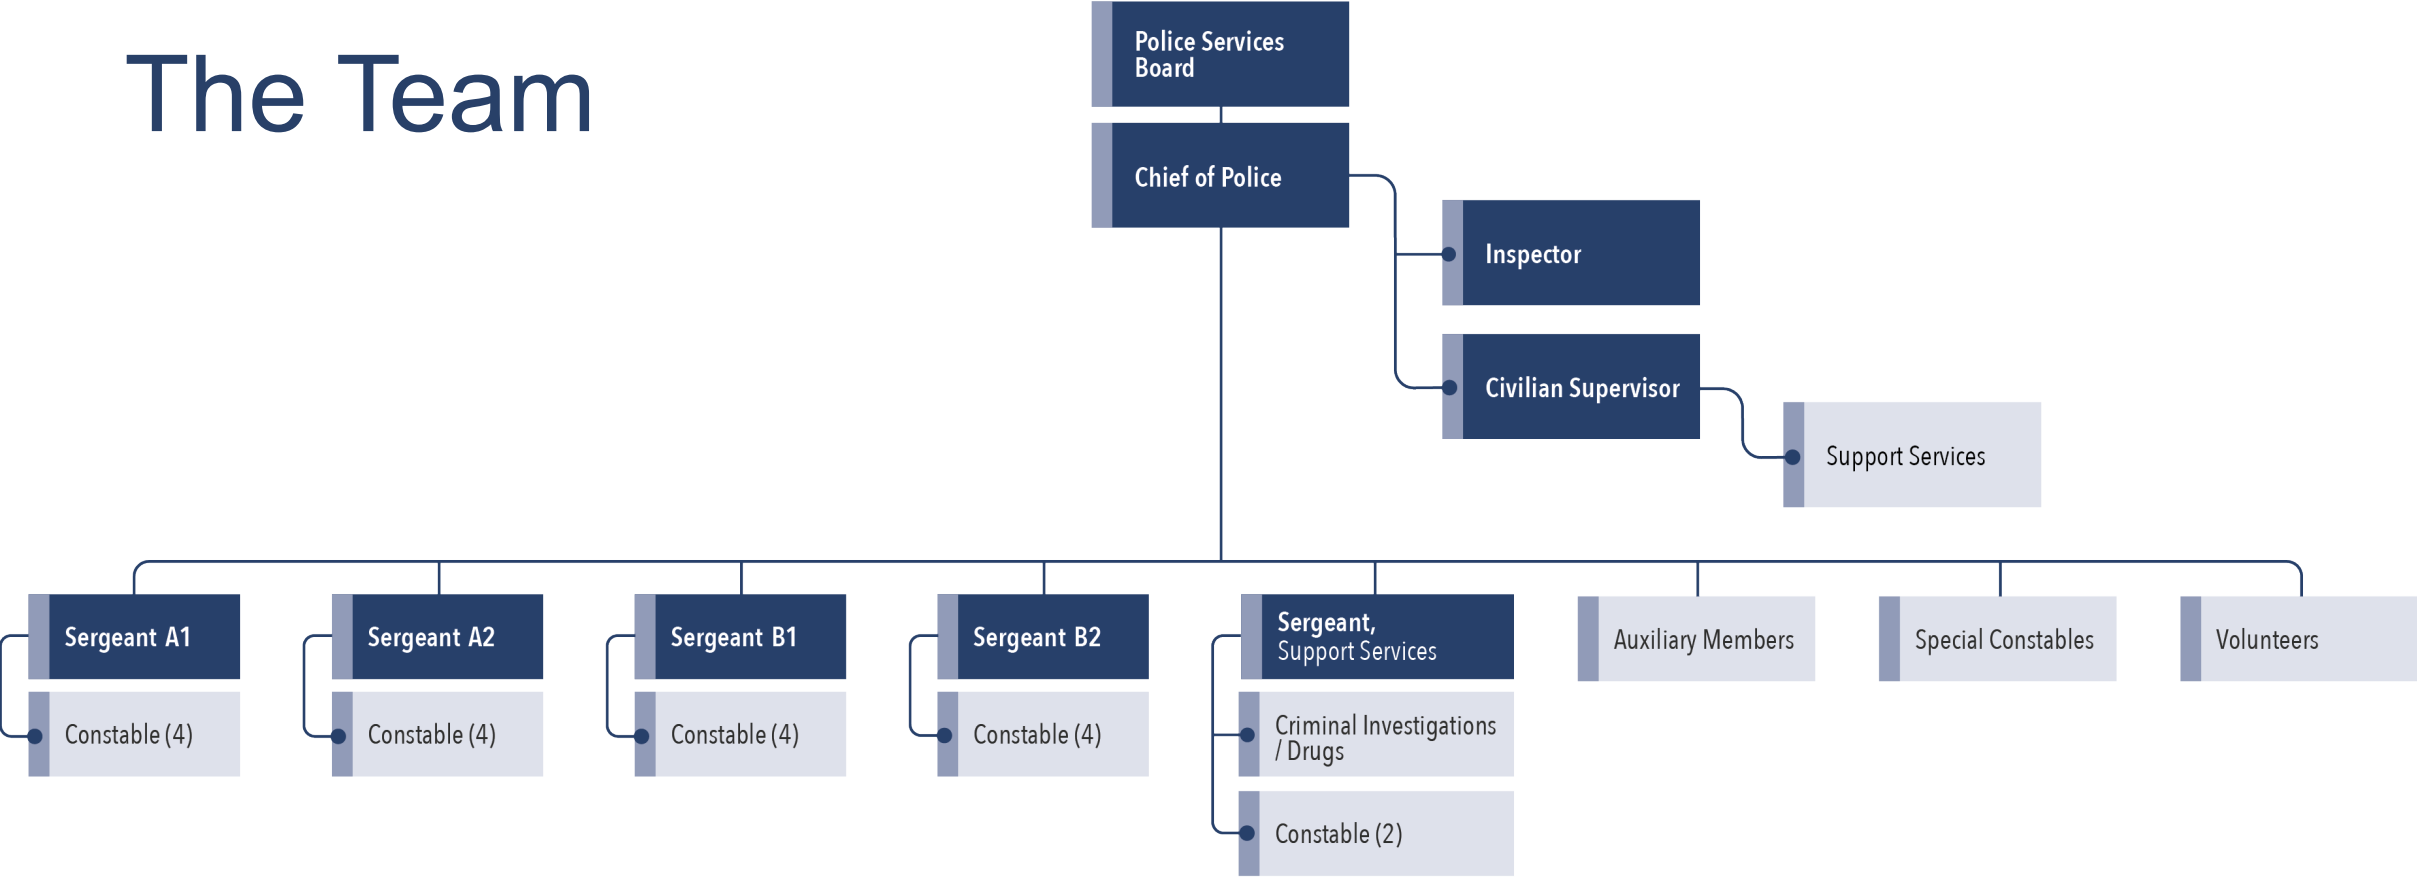 The Team
Police Services
Board
Chief of Police
Inspector
Civilian Supervisor
Support Services
Sergeant A1
Sergeant A2
Sergeant B1
Sergeant B2
Sergeant,
Support Services
Auxiliary Members
Special Constables
Volunteers
Constable (4)
Constable (4)
Constable (4)
Constable (4)
Criminal Investigations
/ Drugs
Constable (2)